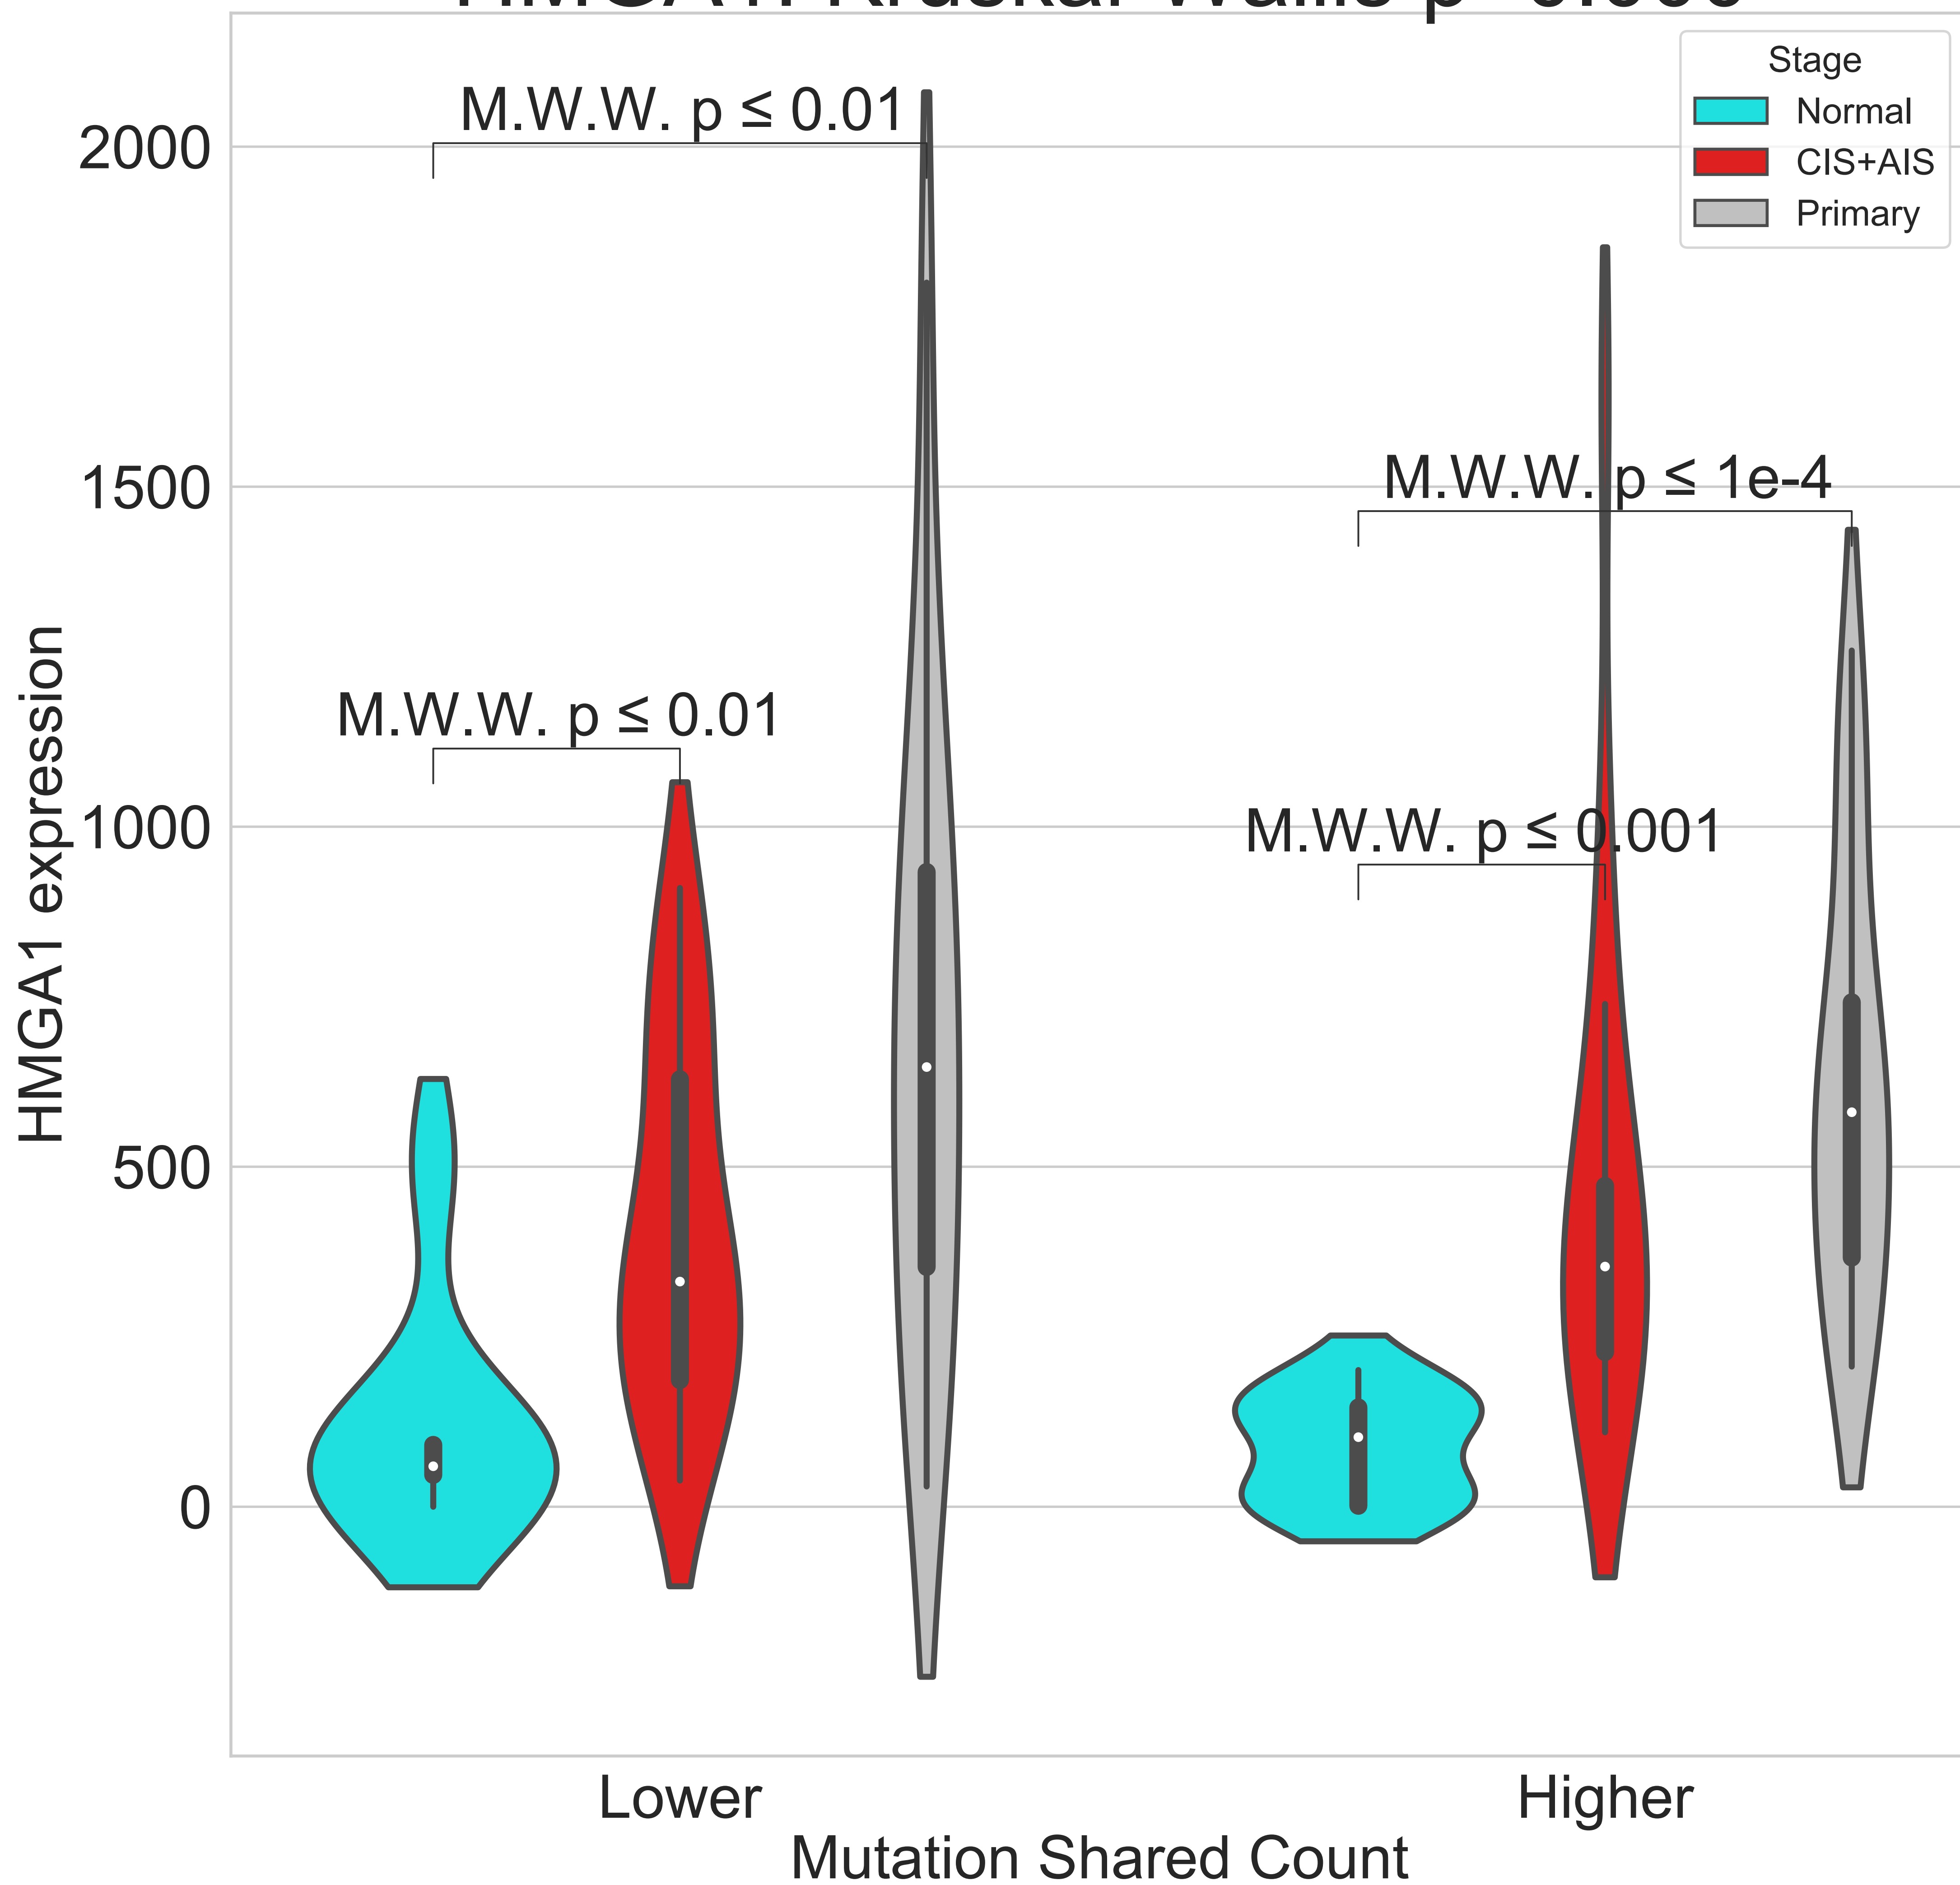 Stage
Normal
CIS+AIS
Primary
M.W.W. p ≤ 0.01
2000
M.W.W. p ≤ 1e-4
1500
M.W.W. p ≤ 0.01
M.W.W. p ≤ 0.001
1000
500
0
HMGA1 expression
Lower
Higher
Mutation Shared Count